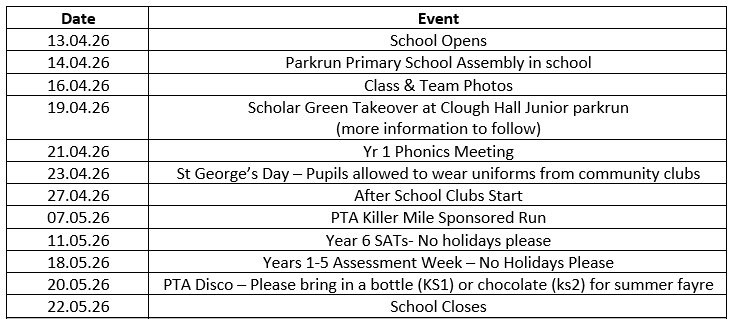 Date Event
13.04.26 School Opens
14.04.26 Parkrun Primary School Assembly in school
16.04.26 Class & Team Photos
19.04.26 Scholar Green Takeover at Clough Hall Junior parkrun
(more information to follow)
21.04.26 Yr 1 Phonics Meeting
23.04.26 St George’s Day – Pupils allowed to wear uniforms from community clubs
27.04.26 After School Clubs Start
07.05.26 PTA Killer Mile Sponsored Run
11.05.26 Year 6 SATs- No holidays please
18.05.26 Years 1-5 Assessment Week – No Holidays Please
20.05.26 PTA Disco – Please bring in a bottle (KS1) or chocolate (ks2) for summer fayre
22.05.26 School Closes